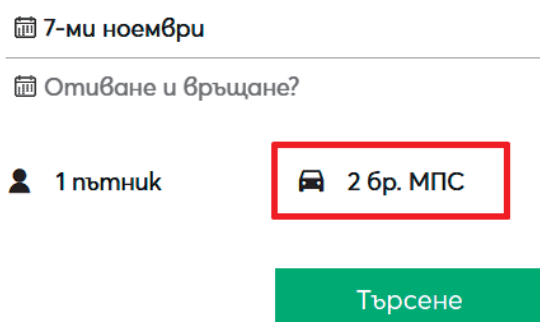 7-ми ноември
Отиване и връщане?
1 пътник
2 бр. МПС
Търсене